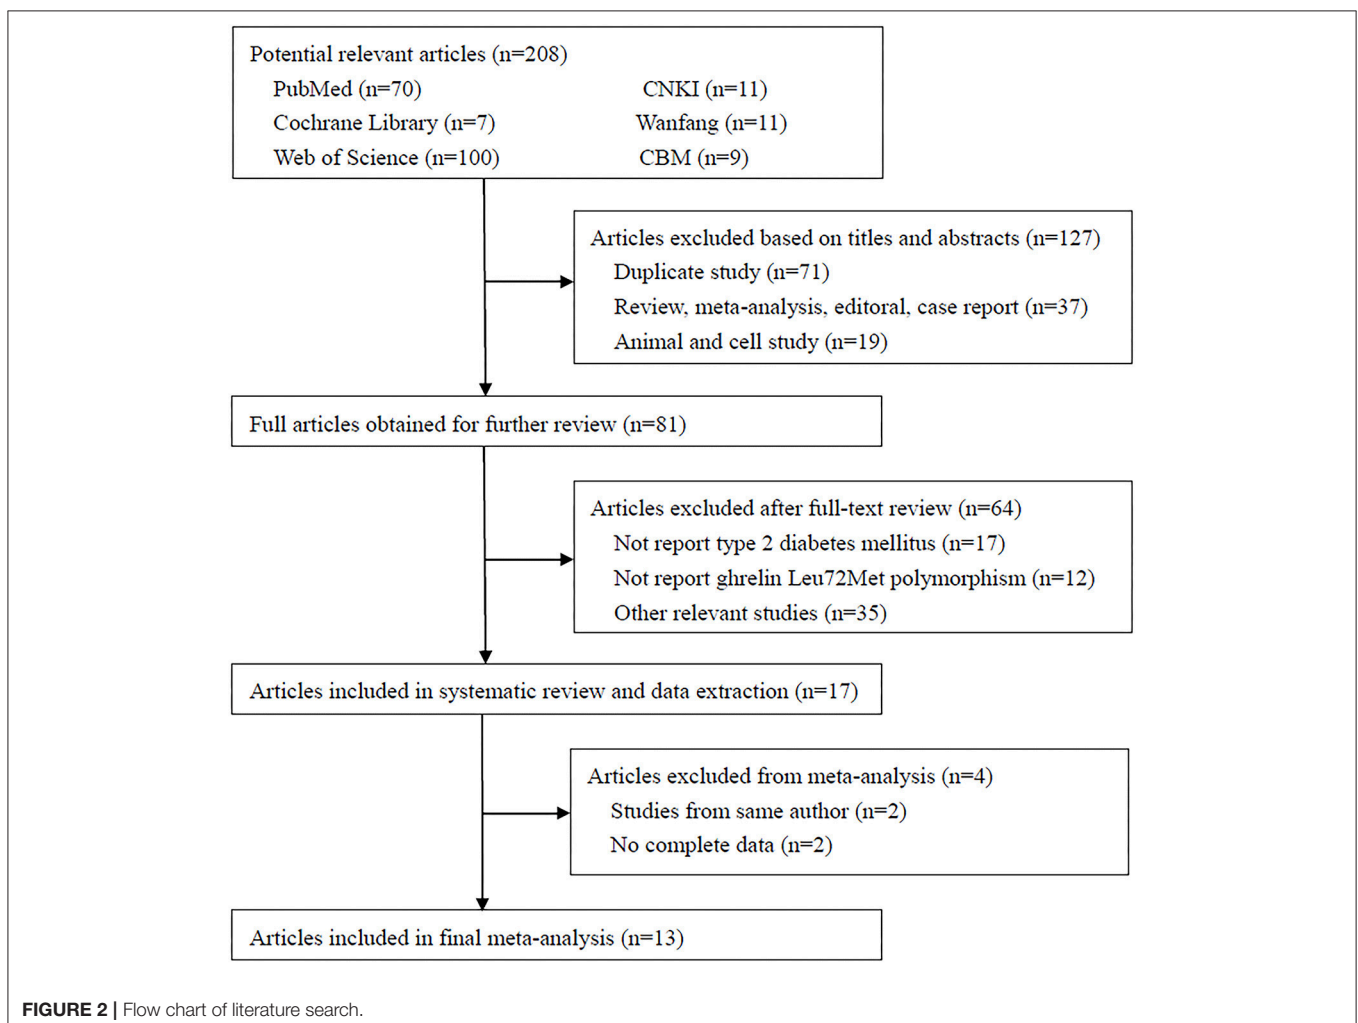 Potential relevant articles (n=208)
PubMed (n=70) CNKI (n=11)
Cochrane Library (n=7) Wanfang (n=11)
Web of Science (n=100) CBM (n=9)
Articles excluded based on titles and abstracts (n=127)
Duplicate study (n=71)
Review, meta-analysis, editoral, case report (n=37)
Animal and cell study (n=19)
Full articles obtained for further review (n=81)
Articles excluded after full-text review (n=64)
Not report type 2 diabetes mellitus (n=17)
Not report ghrelin Leu72Met polymorphism (n=12)
Other relevant studies (n=35)
Articles included in systematic review and data extraction (n=17)
Articles excluded from meta-analysis (n=4)
Studies from same author (n=2)
No complete data (n=2)
Articles included in final meta-analysis (n=13)
FIGURE 2 | Flow chart of literature search.